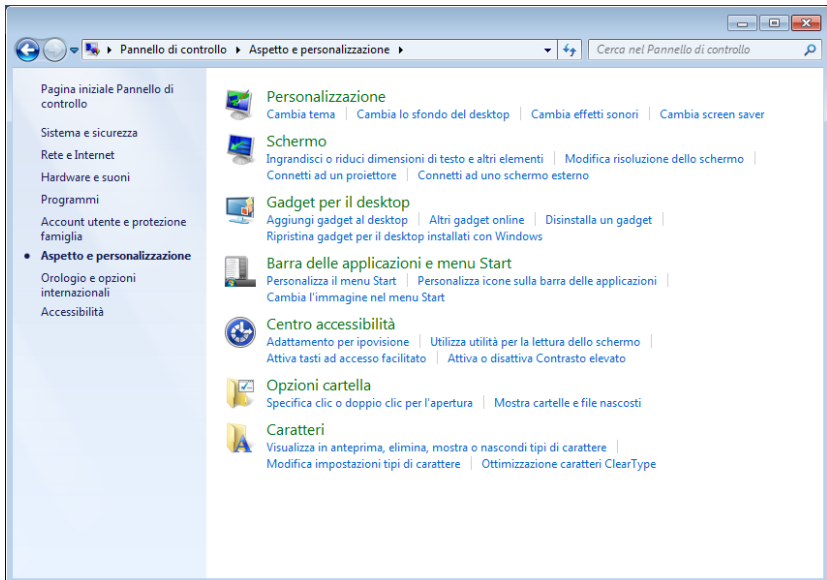 Pannello di controllo Aspetto e personalizzazione Cerca nel Pannello di controllo
Pagina iniziale Pannello di
controllo
Sistema e sicurezza
Rete e Internet
Hardware e suoni
Programmi
Account utente e protezione
famiglia
Aspetto e personalizzazione
Orologio e opzioni
internazionali
Accessibilità
Personalizzazione
Cambia tema Cambia lo sfondo del desktop Cambia effetti sonori Cambia screen saver
Schermo
Ingrandisci o riduci dimensioni di testo e altri elementi Modifica risoluzione dello schermo
Connetti ad un proiettore Connetti ad uno schermo esterno
Gadget per il desktop
Aggiungi gadget al desktop Altri gadget online Disinstalla un gadget
Ripristina gadget per il desktop installati con Windows
Barra delle applicazioni e menu Start
Personalizza il menu Start Personalizza icone sulla barra delle applicazioni
Cambia l'immagine nel menu Start
Centro accessibilità
Adattamento per ipovisione Utilizza utilità per la lettura dello schermo
Attiva tasti ad accesso facilitato Attiva o disattiva Contrasto elevato
Opzioni cartella
Specifica clic o doppio clic per l'apertura Mostra cartelle e file nascosti
Caratteri
Visualizza in anteprima, elimina, mostra o nascondi tipi di carattere
Modifica impostazioni tipi di carattere Ottimizzazione caratteri ClearType